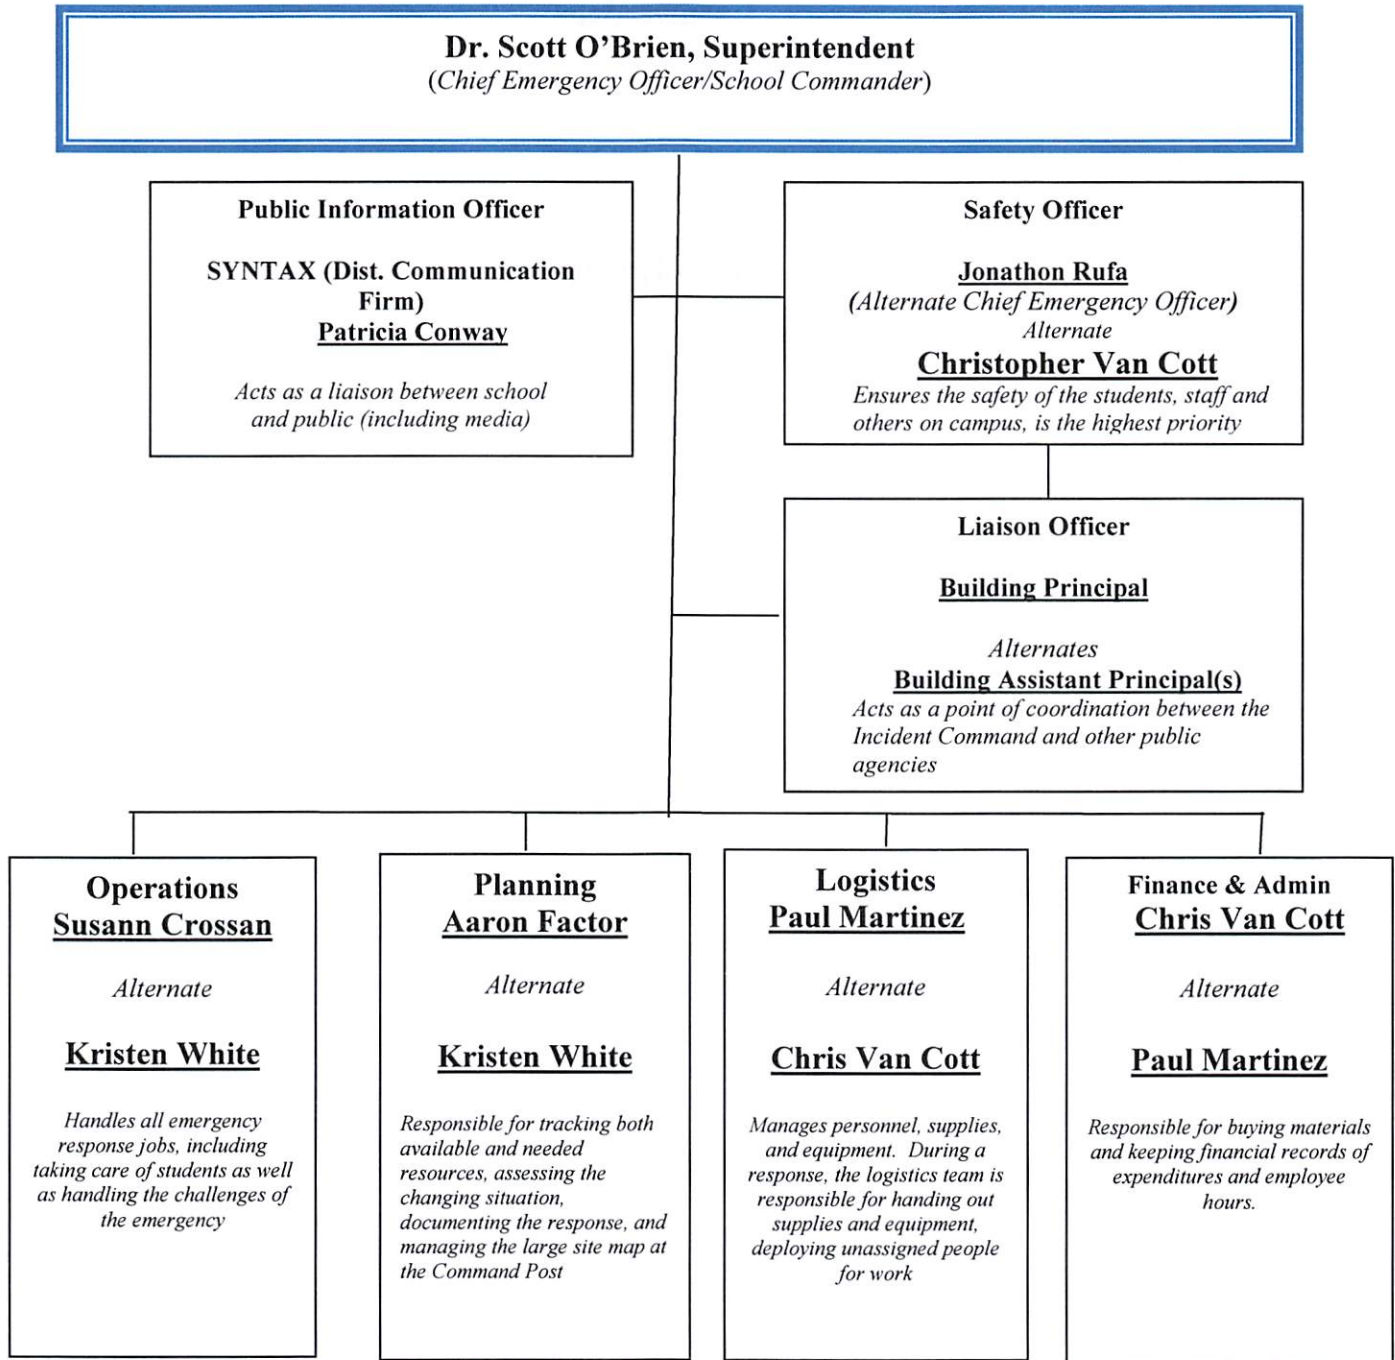 Dr. Scott O’Brien, Superintendent
(Chief Emergency Officer/School Commander)
Public Information Officer
SYNTAX (Dist. Communication
Firm)
Patricia Conway
Acts as a liaison between school
and public (including media)
Safety Officer
Jonathon Rufa
(Alternate Chief Emergency Officer)
Alternate
Christopher Van Cott
Ensures the safety of the students, staff and
others on campus, is the highest priority
Liaison Officer
Building Principal
Alternates
Building Assistant Principal(s)
Acts as a point of coordination between the
Incident Command and other public
agencies
Operations
Susann Crossan
Alternate
Kristen White
Handles all emergency
response jobs, including
taking care of students as well
as handling the challenges of
the emergency
Planning
Aaron Factor
Alternate
Kristen White
Responsible for tracking both
available and needed
resources, assessing the
changing situation,
documenting the response, and
managing the large site map at
the Command Post
Logistics
Paul Martinez
Alternate
Chris Van Cott
Manages personnel, supplies,
and equipment. During a
response, the logistics team is
responsible for handing out
supplies and equipment,
deploying unassigned people
for work
Finance & Admin
Chris Van Cott
Alternate
Paul Martinez
Responsible for buying materials
and keeping financial records of
expenditures and employee
hours.